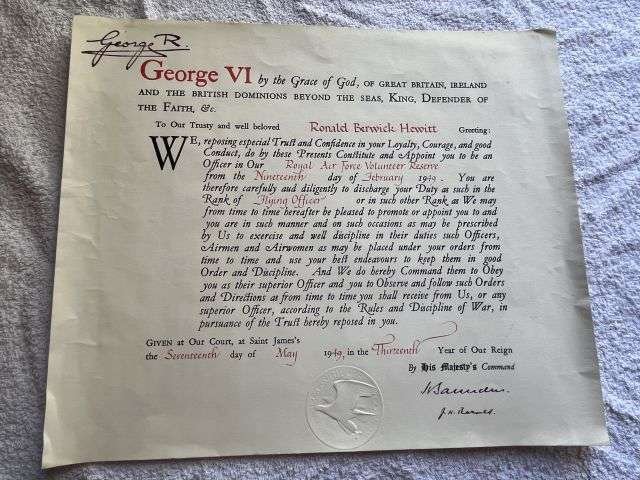 George R.
George VI by the Grace of God, OF GREAT BRITAIN, IRELAND
AND THE BRITISH DOMINIONS BEYOND THE SEAS, KING, DEFENDER OF
THE FAITH, &c.
To Our Trusty and well beloved Ronald Berwick Hewitt Greeting:
WE, reposing especial Trust and Confidence in your Loyalty, Courage, and good
Conduct, do by these Presents Constitute and Appoint you to be an
Officer in Our Royal Air Force Volunteer Reserve
from the Nineteenth day of February 1949. You are
therefore carefully and diligently to discharge your Duty as such in the
Rank of Flying Officer or in such other Rank as We may
from time to time hereafter be pleased to promote or appoint you to and
you are in such manner and on such occasions as may be prescribed
by Us to exercise and well discipline in their duties such Officers,
Airmen and Airwomen as may be placed under your orders from
time to time and use your best endeavours to keep them in good
Order and Discipline. And We do hereby Command them to Obey
you as their superior Officer and you to Observe and follow such Orders
and Directions as from time to time you shall receive from Us, or any
superior Officer, according to the Rules and Discipline of War, in
pursuance of the Trust hereby reposed in you.
GIVEN at Our Court, at Saint James's
the Seventeenth day of May 1949, in the Thirteenth Year of Our Reign
By His Majesty's Command